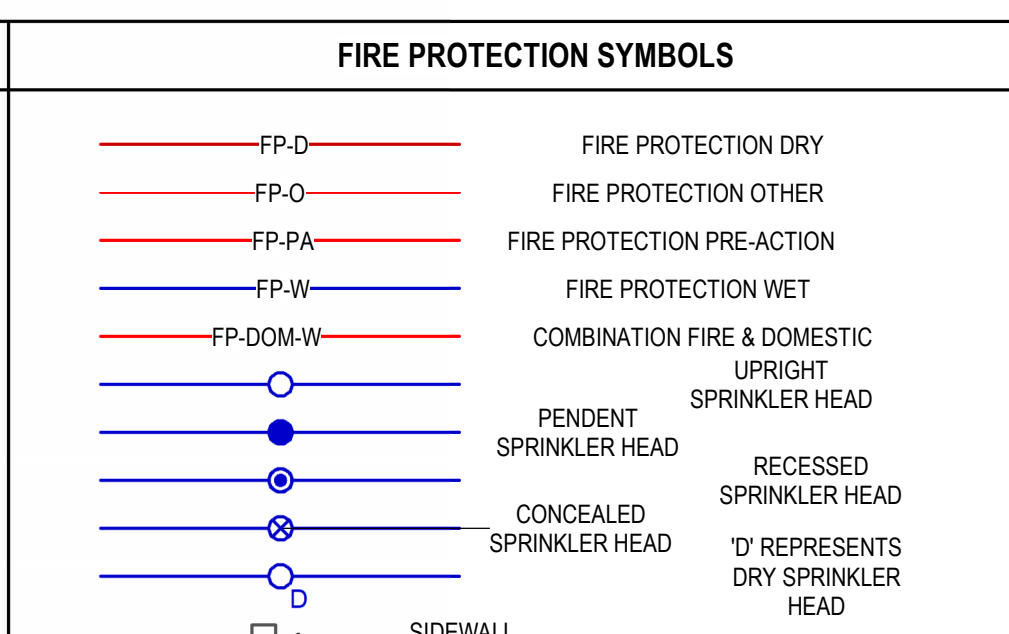 FIRE PROTECTION SYMBOLS
FP-D FIRE PROTECTION DRY
FP-O FIRE PROTECTION OTHER
FP-PA FIRE PROTECTION PRE-ACTION
FP-W FIRE PROTECTION WET
FP-DOM-W COMBINATION FIRE & DOMESTIC
UPRIGHT
SPRINKLER HEAD
PENDENT
SPRINKLER HEAD
RECESSED
SPRINKLER HEAD
CONCEALED
SPRINKLER HEAD
D
'D' REPRESENTS
DRY SPRINKLER
HEAD
SIDEWALL